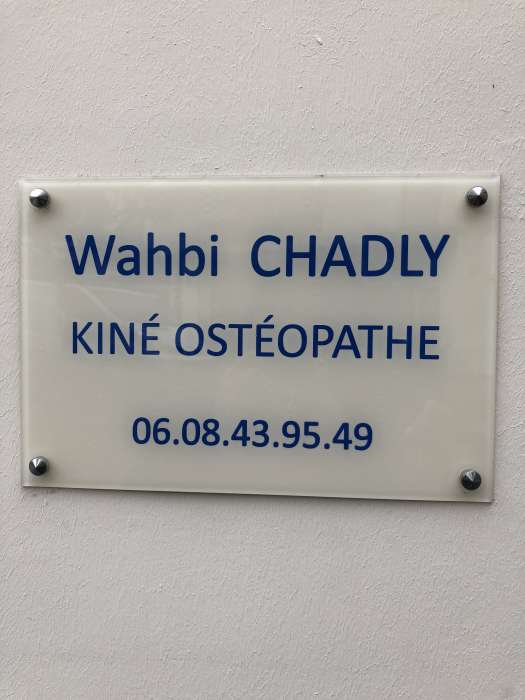 Wahbi CHADLY
KINÉ OSTÉOPATHE
06.08.43.95.49